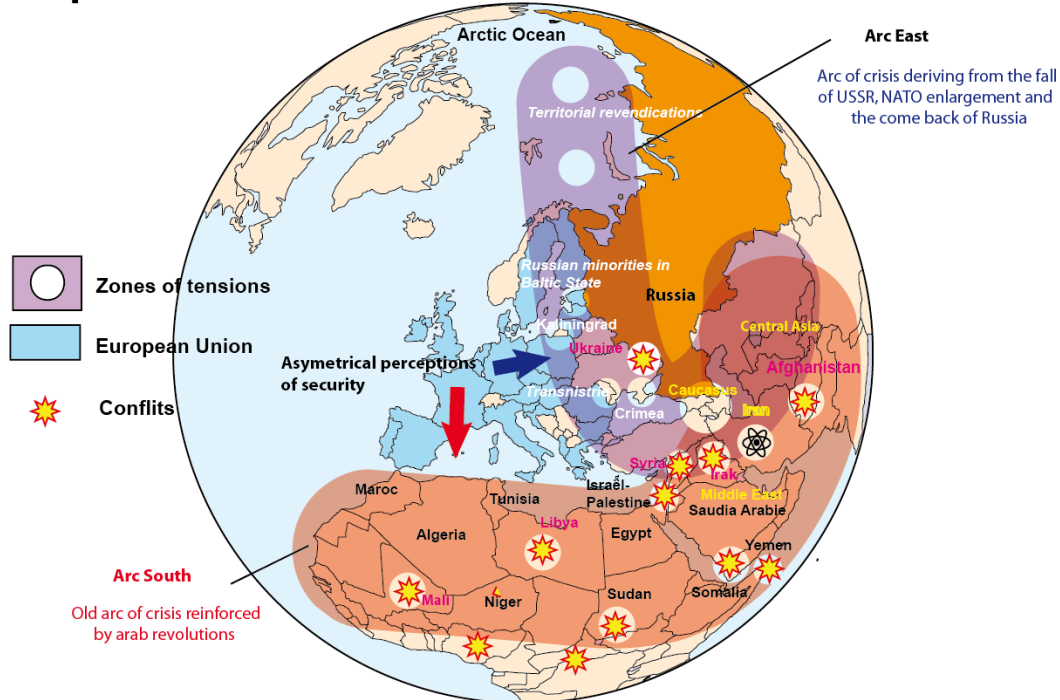 Arctic Ocean
Arc East
Arc of crisis deriving from the fall
of USSR, NATO enlargement and
the come back of Russia
Territorial revendications
Zones of tensions
European Union
Conflits
Russian minorities in
Baltic State
Russia
Kaliningrad
Ukraine
Central Asia
Afghanistan
Asymetrical perceptions
of security
Transnistria
Crimea
Caucasus
Iran
Syria
Irak
Israël-
Palestine
Middle East
Saudia Arabie
Maroc
Tunisia
Algeria
Libya
Egypt
Yemen
Arc South
Old arc of crisis reinforced
by arab revolutions
Mali
Niger
Sudan
Somalia